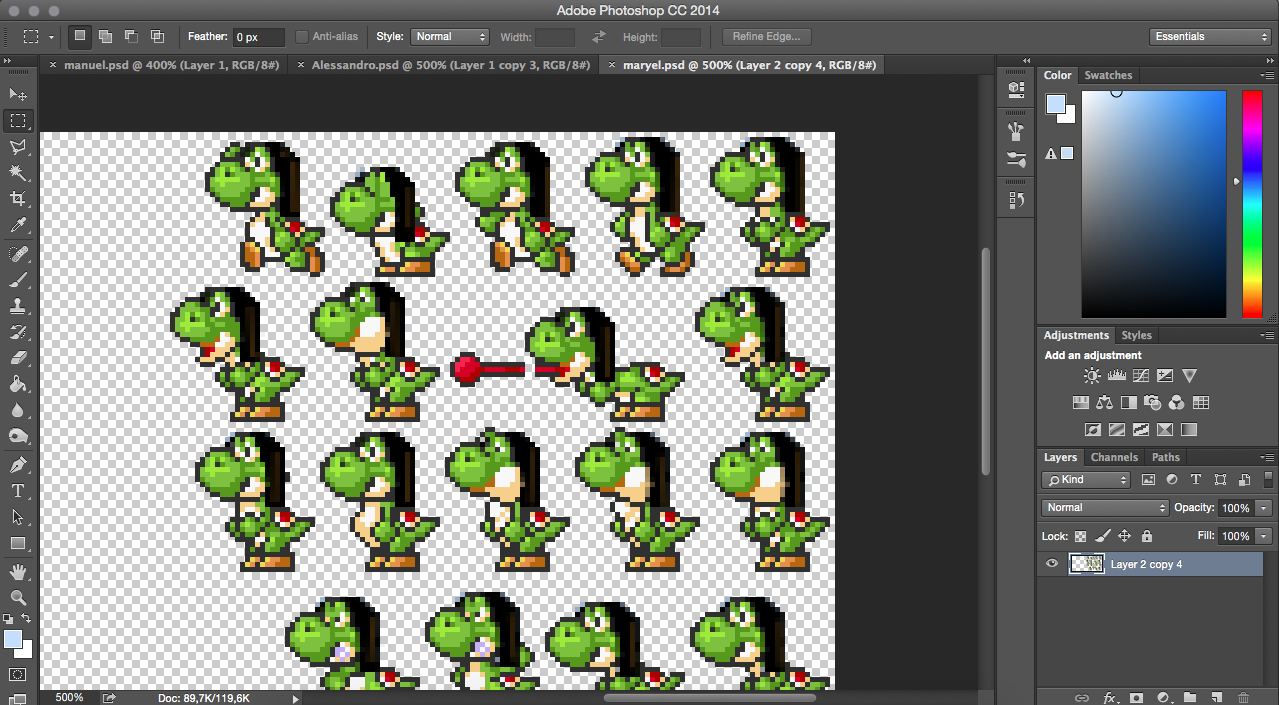 Adobe Photoshop CC 2014
Feather: 0 px Anti-alias Style: Normal Width: Height: Refine Edge... Essentials
× manuel.psd @ 400% (Layer 1, RGB/8#) × Alessandro.psd @ 500% (Layer 1 copy 3, RGB/8#) × maryel.psd @ 500% (Layer 2 copy 4, RGB/8#)
Color Swatches
Adjustments Styles
Add an adjustment
Layers Channels Paths
Kind
Normal Opacity: 100%
Lock: Fill: 100%
Layer 2 copy 4
500% Doc: 89,7K/119,6K